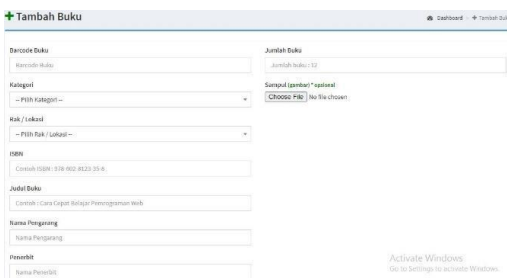 + Tambah Buku
Dashboard - + Tambah Buku
Barcode Buku
Barcode Buku
Kategori
-- Pilih Kategori --
Rak / Lokasi
-- Pilih Rak / Lokasi --
ISBN
Contoh ISBN : 978-602-8123-35-8
Judul Buku
Contoh : Cara Cepat Belajar Pemrograman Web
Nama Pengarang
Nama Pengarang
Penerbit
Nama Penerbit
Jumlah Buku
Jumlah buku : 12
Sampul (gambar) * opsional
Choose File No file chosen
Activate Windows
Go to Settings to activate Windows.